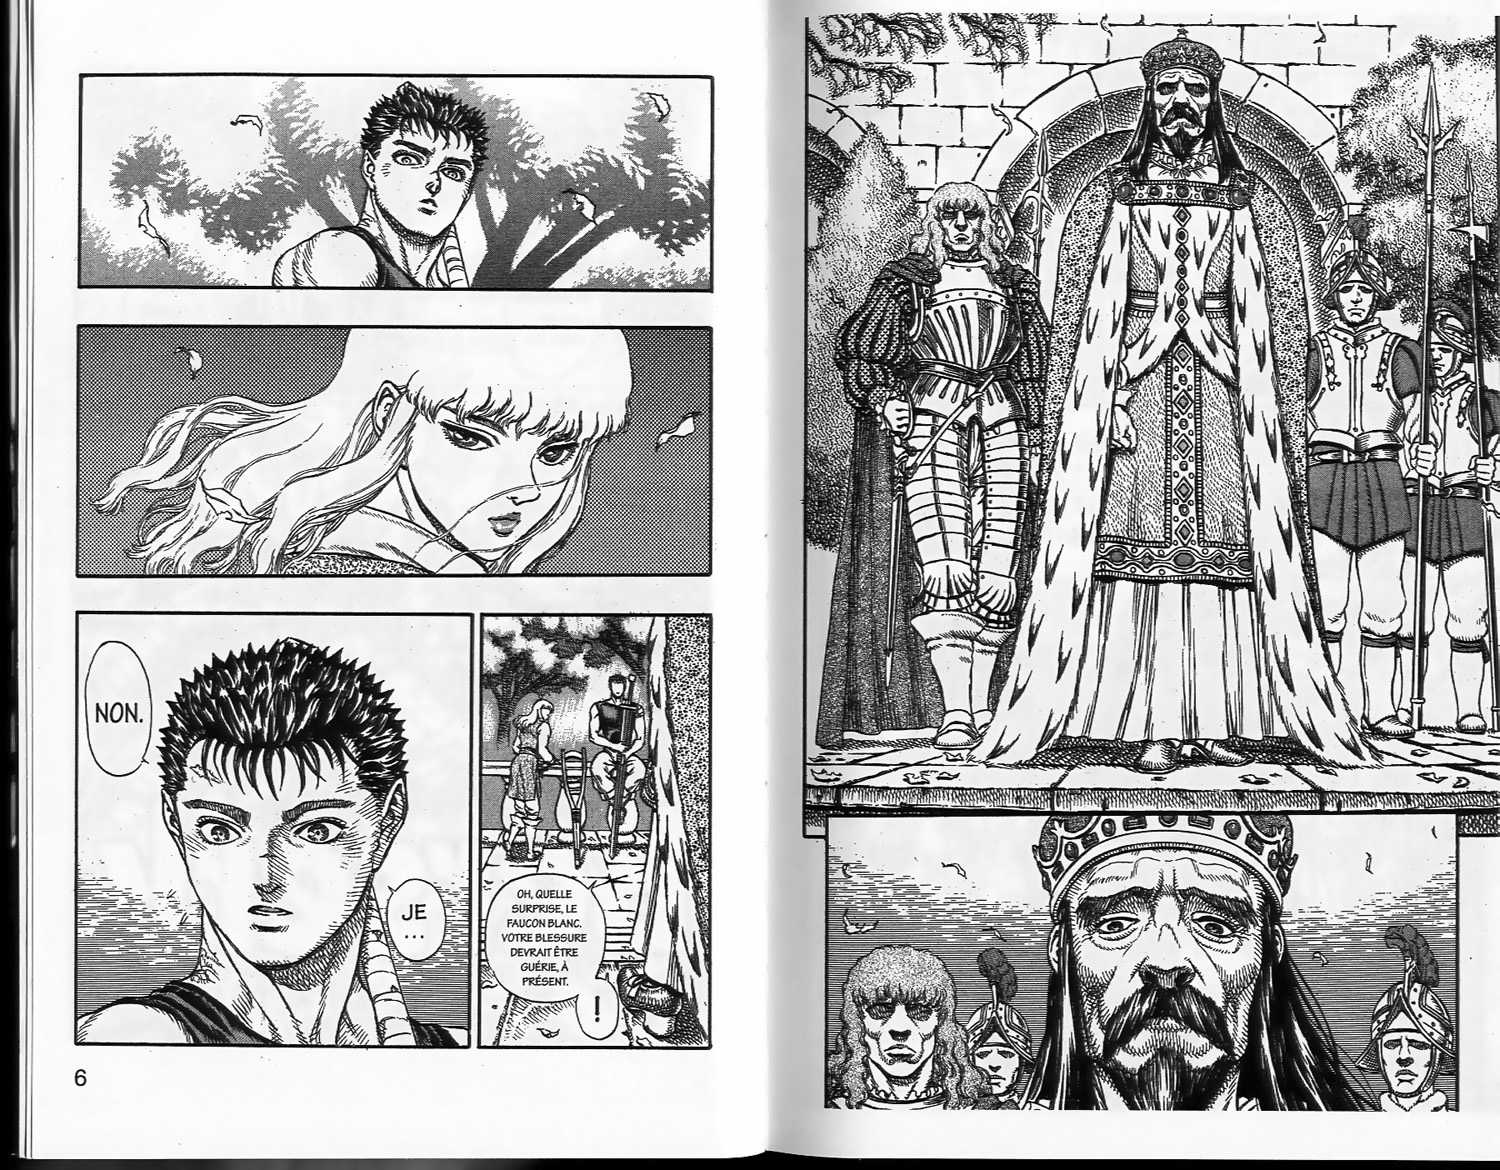 NON.
JE
...
OH, QUELLE
SURPRISE, LE
FAUCON BLANC.
VOTRE BLESSURE
DEVRAIT ÊTRE
GUÉRIE, À
PRÉSENT.
!
6